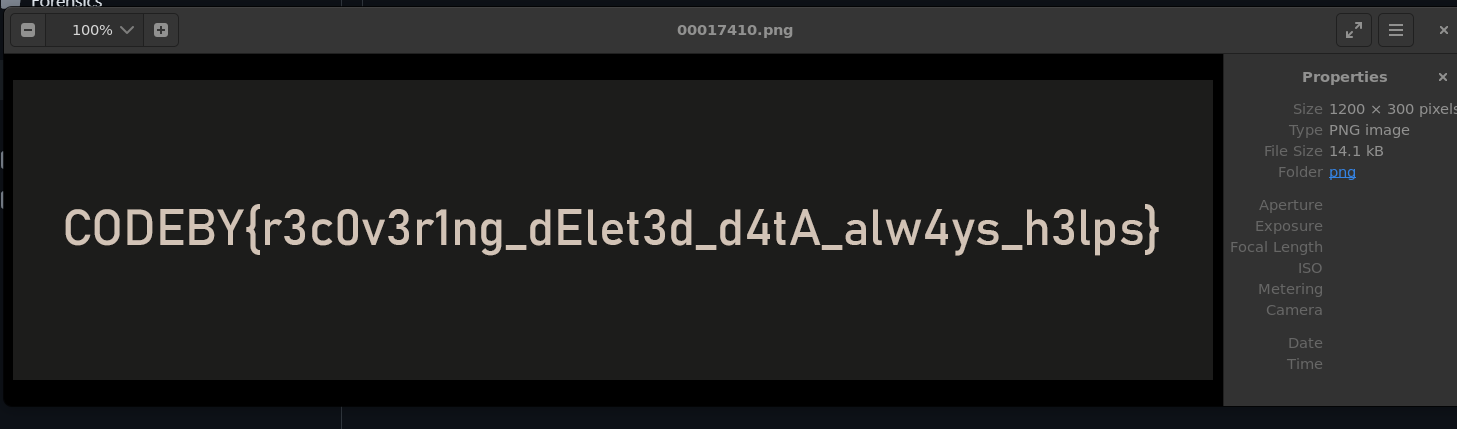 Forensics
100%
00017410.png
Properties
Size 1200 × 300 pixels
Type PNG image
File Size 14.1 kB
Folder png
Aperture
Exposure
Focal Length
ISO
Metering
Camera
Date
Time
CODEBY{r3c0v3r1ng_dElet3d_d4tA_alw4ys_h3lps}